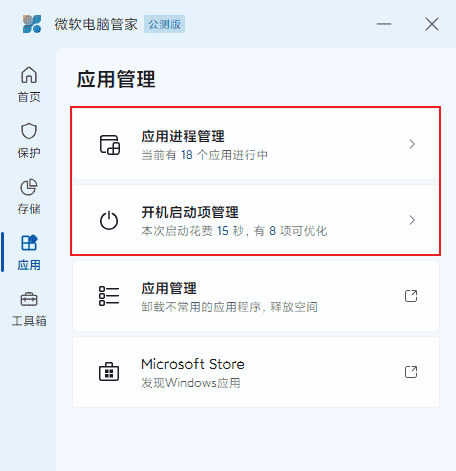 微软电脑管家 公测版
首页
保护
存储
应用
工具箱
应用管理
应用进程管理
当前有 18 个应用进行中
开机启动项管理
本次启动花费 15 秒，有 8 项可优化
应用管理
卸载不常用的应用程序，释放空间
Microsoft Store
发现Windows应用